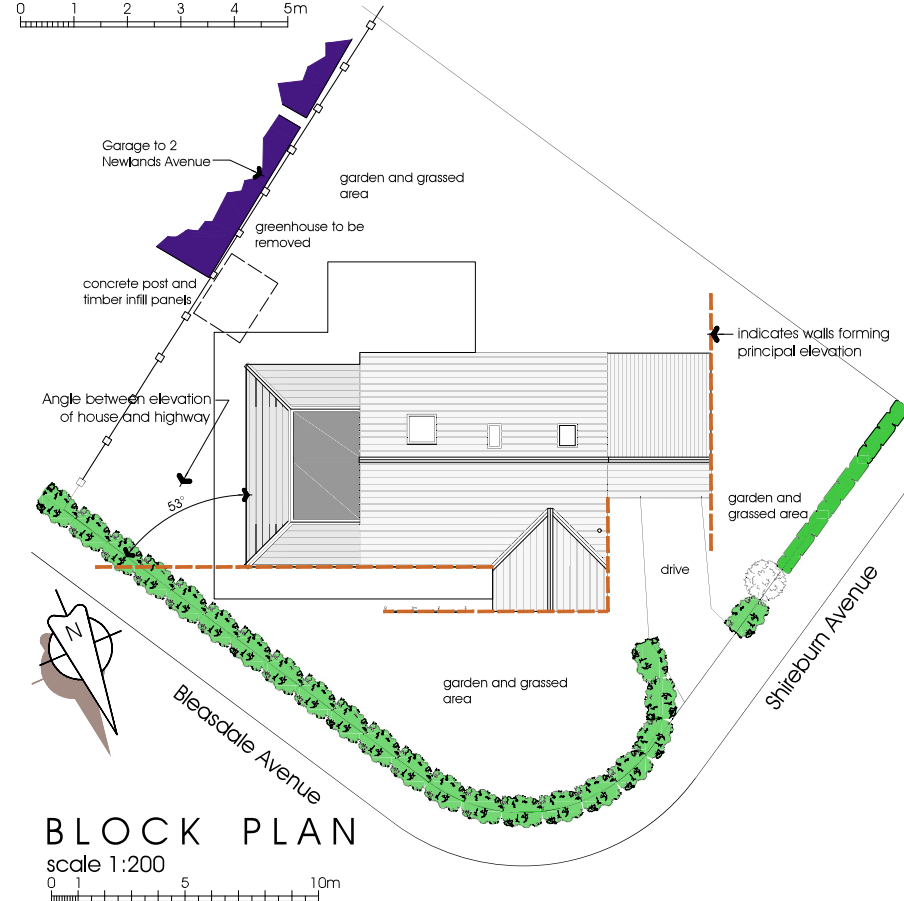 0 1 2 3 4 5m
Garage to 2
Newlands Avenue
garden and grassed
area
greenhouse to be
removed
concrete post and
timber infill panels
indicates walls forming
principal elevation
Angle between elevation
of house and highway
53°
garden and
grassed area
drive
N
garden and grassed
area
Shireburn Avenue
Bleasdale Avenue
BLOCK PLAN
scale 1:200
0 1 5 10m